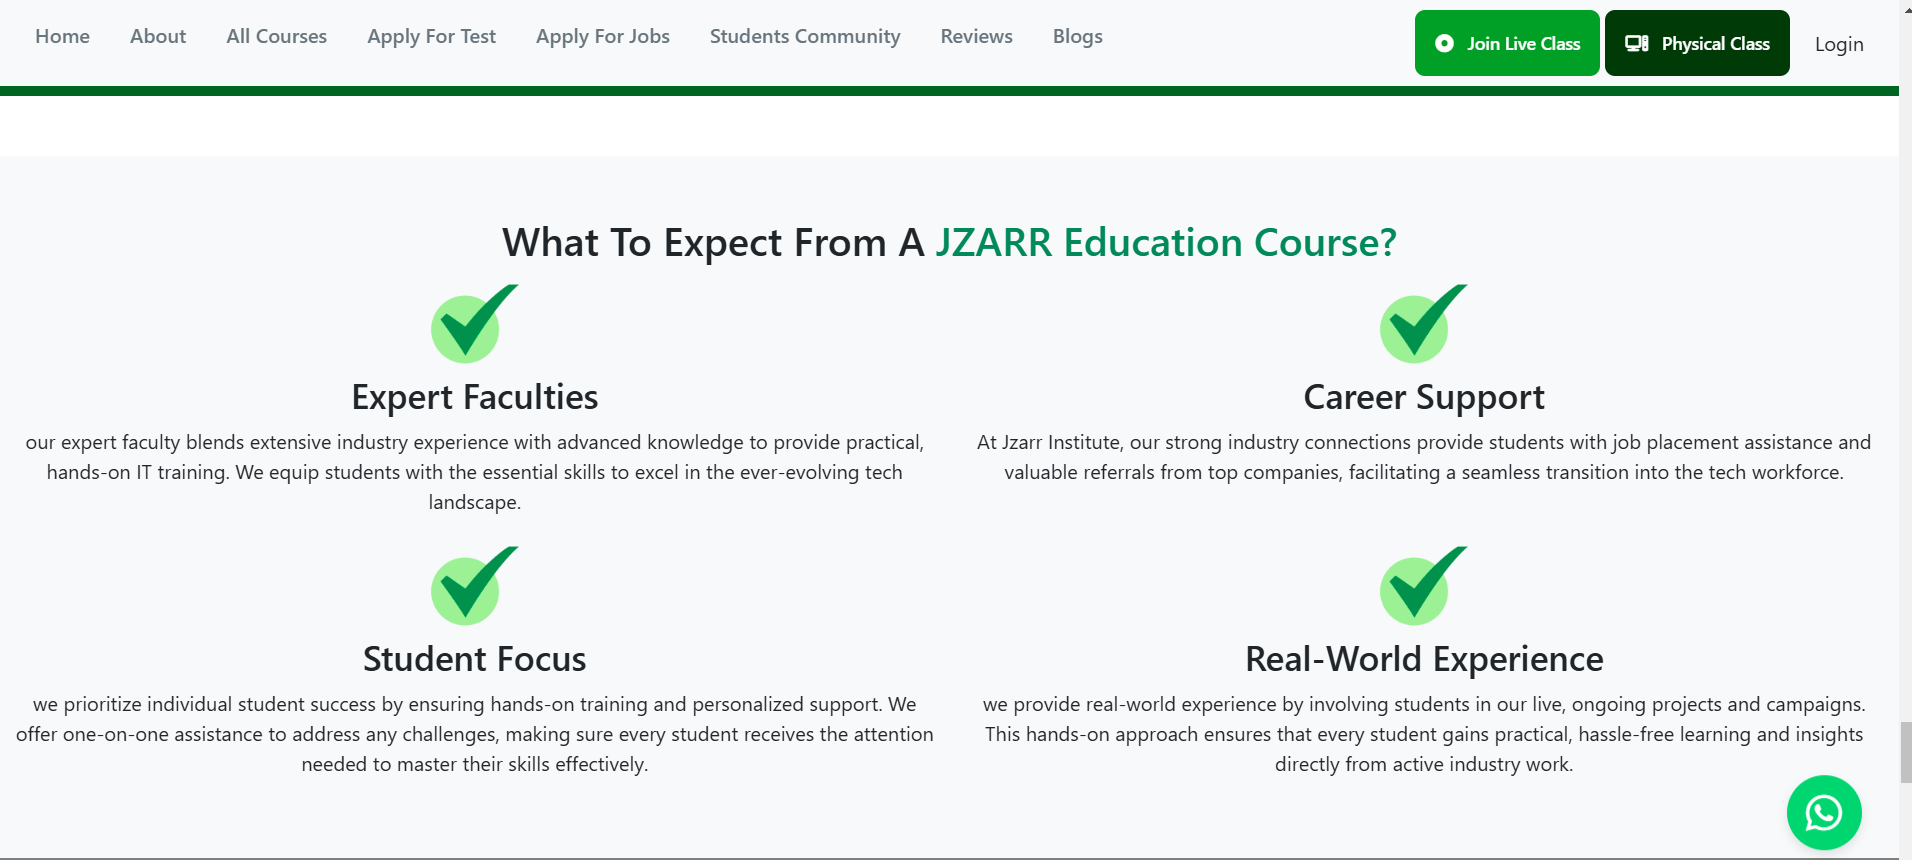 Home About All Courses Apply For Test Apply For Jobs Students Community Reviews Blogs Join Live Class Physical Class Login
What To Expect From A JZARR Education Course?
Expert Faculties
our expert faculty blends extensive industry experience with advanced knowledge to provide practical,
hands-on IT training. We equip students with the essential skills to excel in the ever-evolving tech
landscape.
Career Support
At Jzarr Institute, our strong industry connections provide students with job placement assistance and
valuable referrals from top companies, facilitating a seamless transition into the tech workforce.
Student Focus
we prioritize individual student success by ensuring hands-on training and personalized support. We
offer one-on-one assistance to address any challenges, making sure every student receives the attention
needed to master their skills effectively.
Real-World Experience
we provide real-world experience by involving students in our live, ongoing projects and campaigns.
This hands-on approach ensures that every student gains practical, hassle-free learning and insights
directly from active industry work.